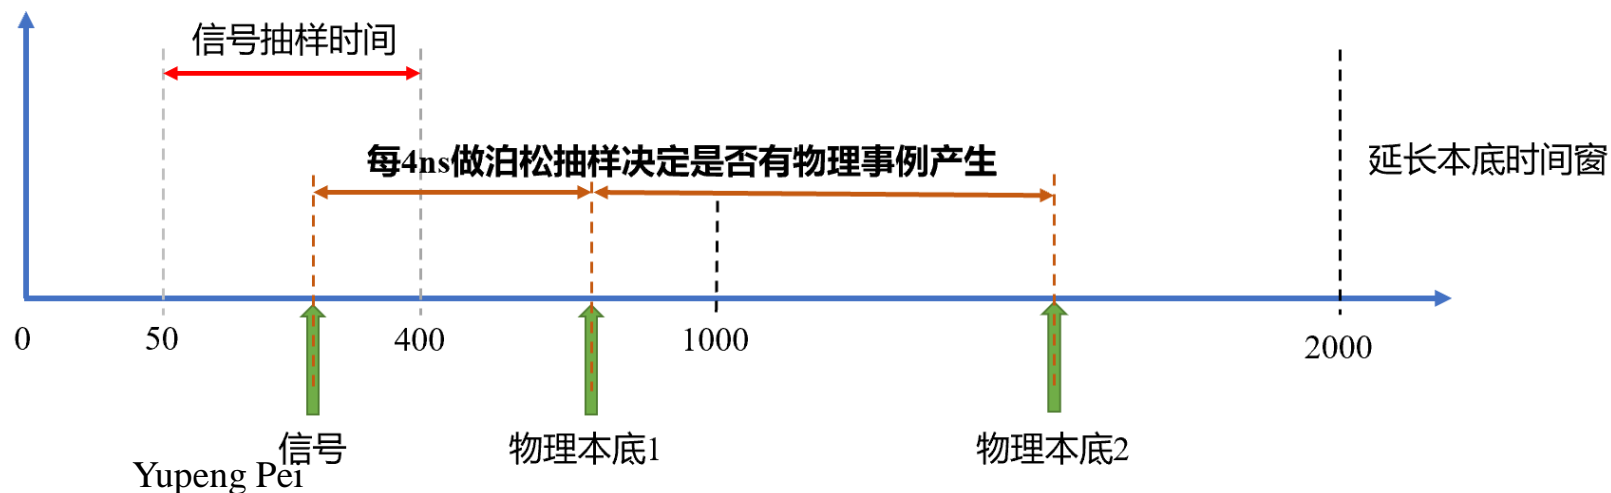 信号抽样时间
每4ns做泊松抽样决定是否有物理事例产生
延长本底时间窗
0
50
400
1000
2000
信号
物理本底1
物理本底2
Yupeng Pei